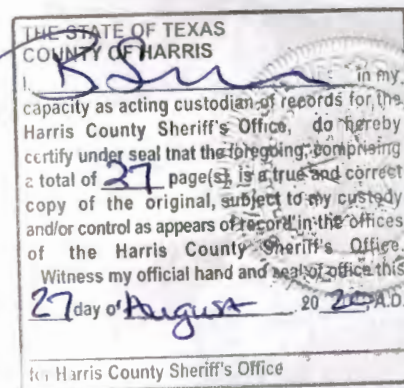 THE STATE OF TEXAS
COUNTY OF HARRIS
I, in my
capacity as acting custodian of records for the
Harris County Sheriff's Office, do hereby
certify under seal that the foregoing, comprising
a total of 27 page(s), is a true and correct
copy of the original, subject to my custody
and/or control as appears of record in the offices
of the Harris County Sheriff's Office.
Witness my official hand and seal of office this
27 day of August 20 20 A.D.
for Harris County Sheriff's Office